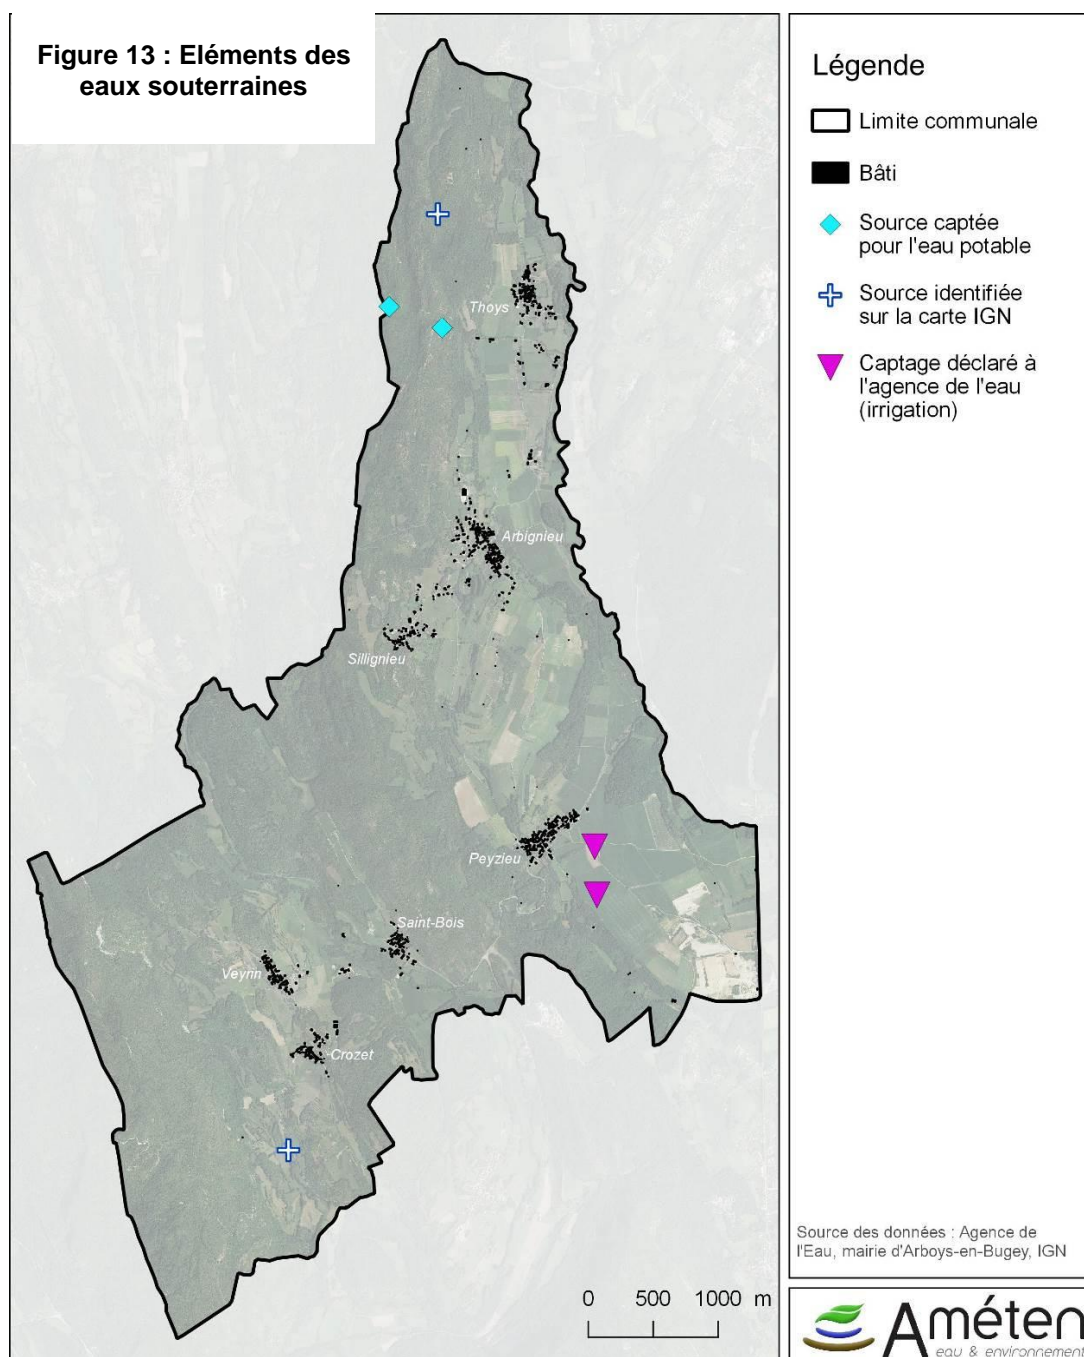 Figure 13 : Eléments des
eaux souterraines
Thoys
Arbignieu
Sillignieu
Peyzieu
Saint-Bois
Veyrin
Crozet
0 500 1000 m
Légende
Limite communale
Bâti
Source captée
pour l'eau potable
Source identifiée
sur la carte IGN
Captage déclaré à
l'agence de l'eau
(irrigation)
Source des données : Agence de
l'Eau, mairie d'Arboys-en-Bugey, IGN
Améten
eau & environnement